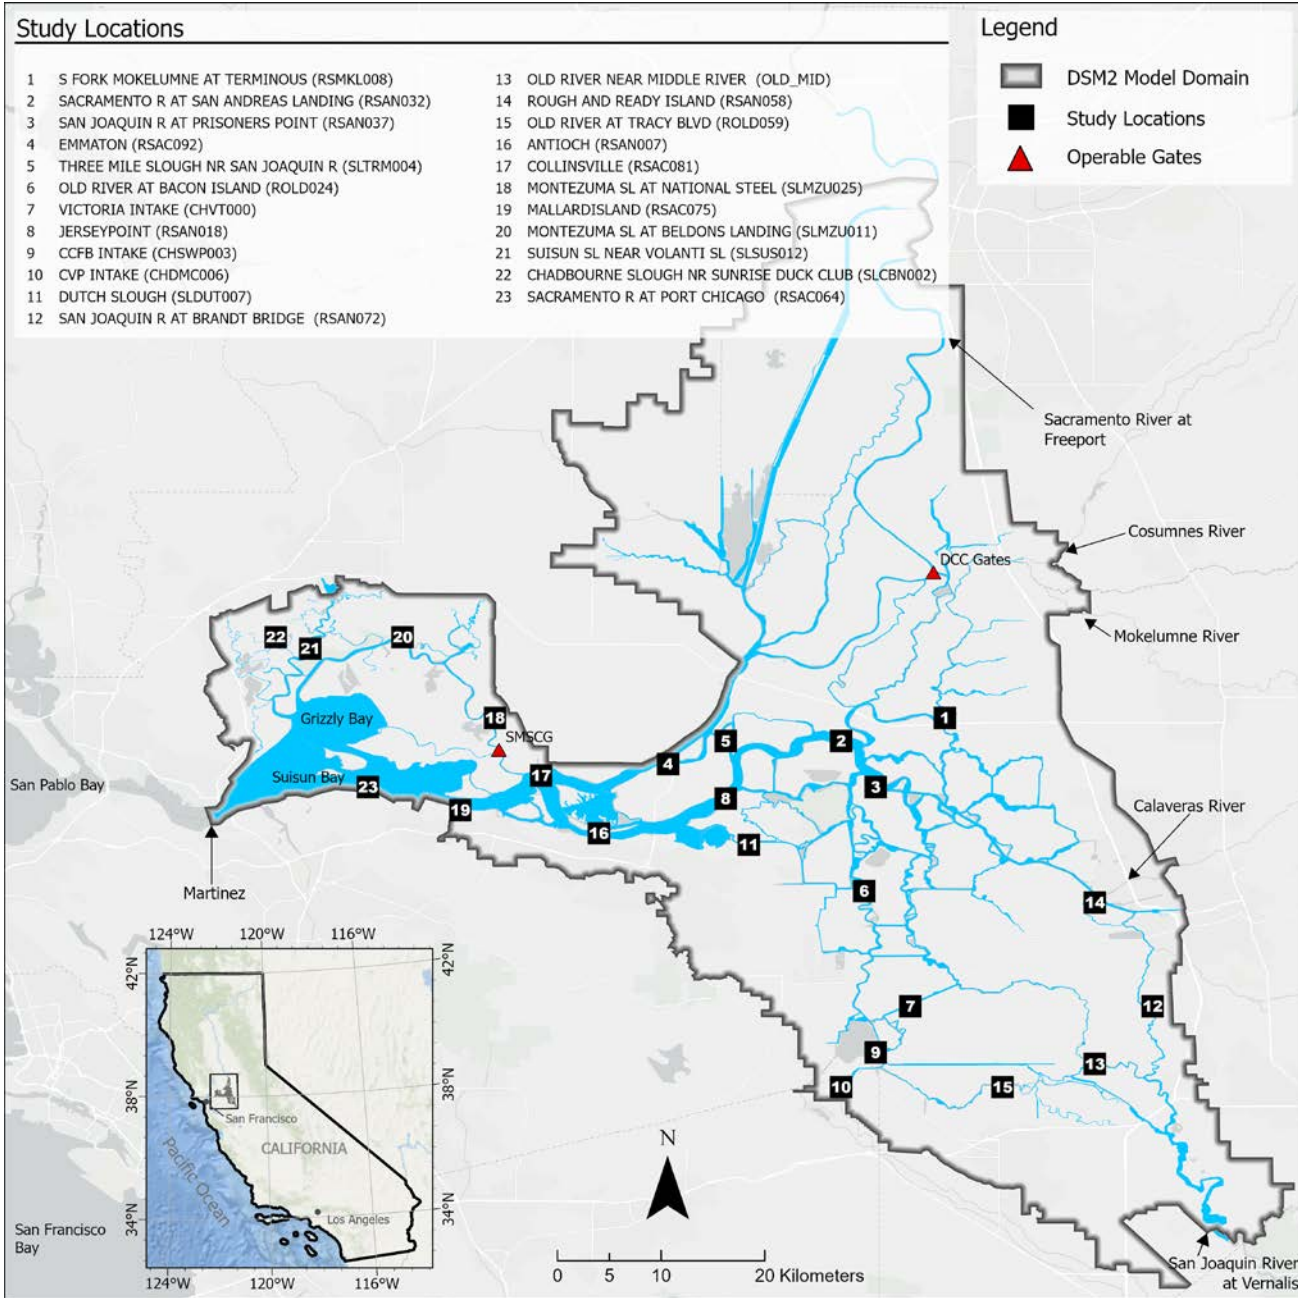 Study Locations
1 S FORK MOKELUMNE AT TERMINOUS (RSMKL008)
2 SACRAMENTO R AT SAN ANDREAS LANDING (RSAN032)
3 SAN JOAQUIN R AT PRISONERS POINT (RSAN037)
4 EMMATON (RSAC092)
5 THREE MILE SLOUGH NR SAN JOAQUIN R (SLTRM004)
6 OLD RIVER AT BACON ISLAND (ROLD024)
7 VICTORIA INTAKE (CHVT000)
8 JERSEYPOINT (RSAN018)
9 CCFB INTAKE (CHSWP003)
10 CVP INTAKE (CHDMC006)
11 DUTCH SLOUGH (SLDUT007)
12 SAN JOAQUIN R AT BRANDT BRIDGE (RSAN072)
13 OLD RIVER NEAR MIDDLE RIVER (OLD_MID)
14 ROUGH AND READY ISLAND (RSAN058)
15 OLD RIVER AT TRACY BLVD (ROLD059)
16 ANTIOCH (RSAN007)
17 COLLINSVILLE (RSAC081)
18 MONTEZUMA SL AT NATIONAL STEEL (SLMZU025)
19 MALLARDISLAND (RSAC075)
20 MONTEZUMA SL AT BELDONS LANDING (SLMZU011)
21 SUISUN SL NEAR VOLANTI SL (SLSUS012)
22 CHADBOURNE SLOUGH NR SUNRISE DUCK CLUB (SLCBN002)
23 SACRAMENTO R AT PORT CHICAGO (RSAC064)
Legend
DSM2 Model Domain
Study Locations
Operable Gates
Sacramento River at
Freeport
Cosumnes River
DCC Gates
Mokelumne River
22
21
20
18
Grizzly Bay
SMSCG
1
5
2
4
17
Suisun Bay
23
San Pablo Bay
3
8
19
16
11
Calaveras River
Martinez
6
14
7
12
9
13
10
15
124°W
120°W
116°W
42°N
42°N
38°N
38°N
San Francisco
CALIFORNIA
Pacific Ocean
Los Angeles
34°N
34°N
124°W
120°W
116°W
San Francisco
Bay
N
0 5 10 20 Kilometers
San Joaquin River
at Vernalis